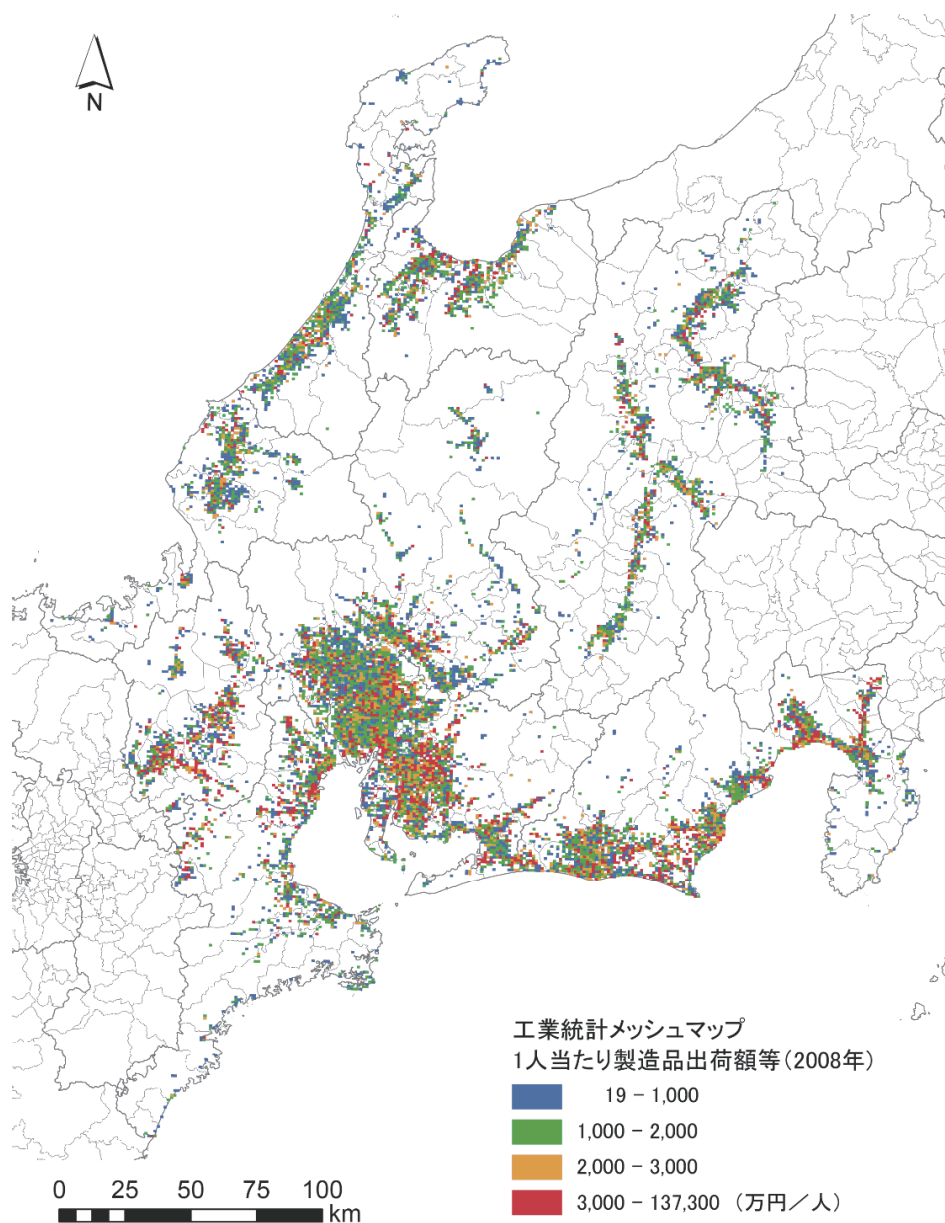 N
工業統計メッシュマップ
1人当たり製造品出荷額等(2008年)
19 − 1,000
1,000 − 2,000
2,000 − 3,000
3,000 − 137,300 (万円／人)
0 25 50 75 100
km